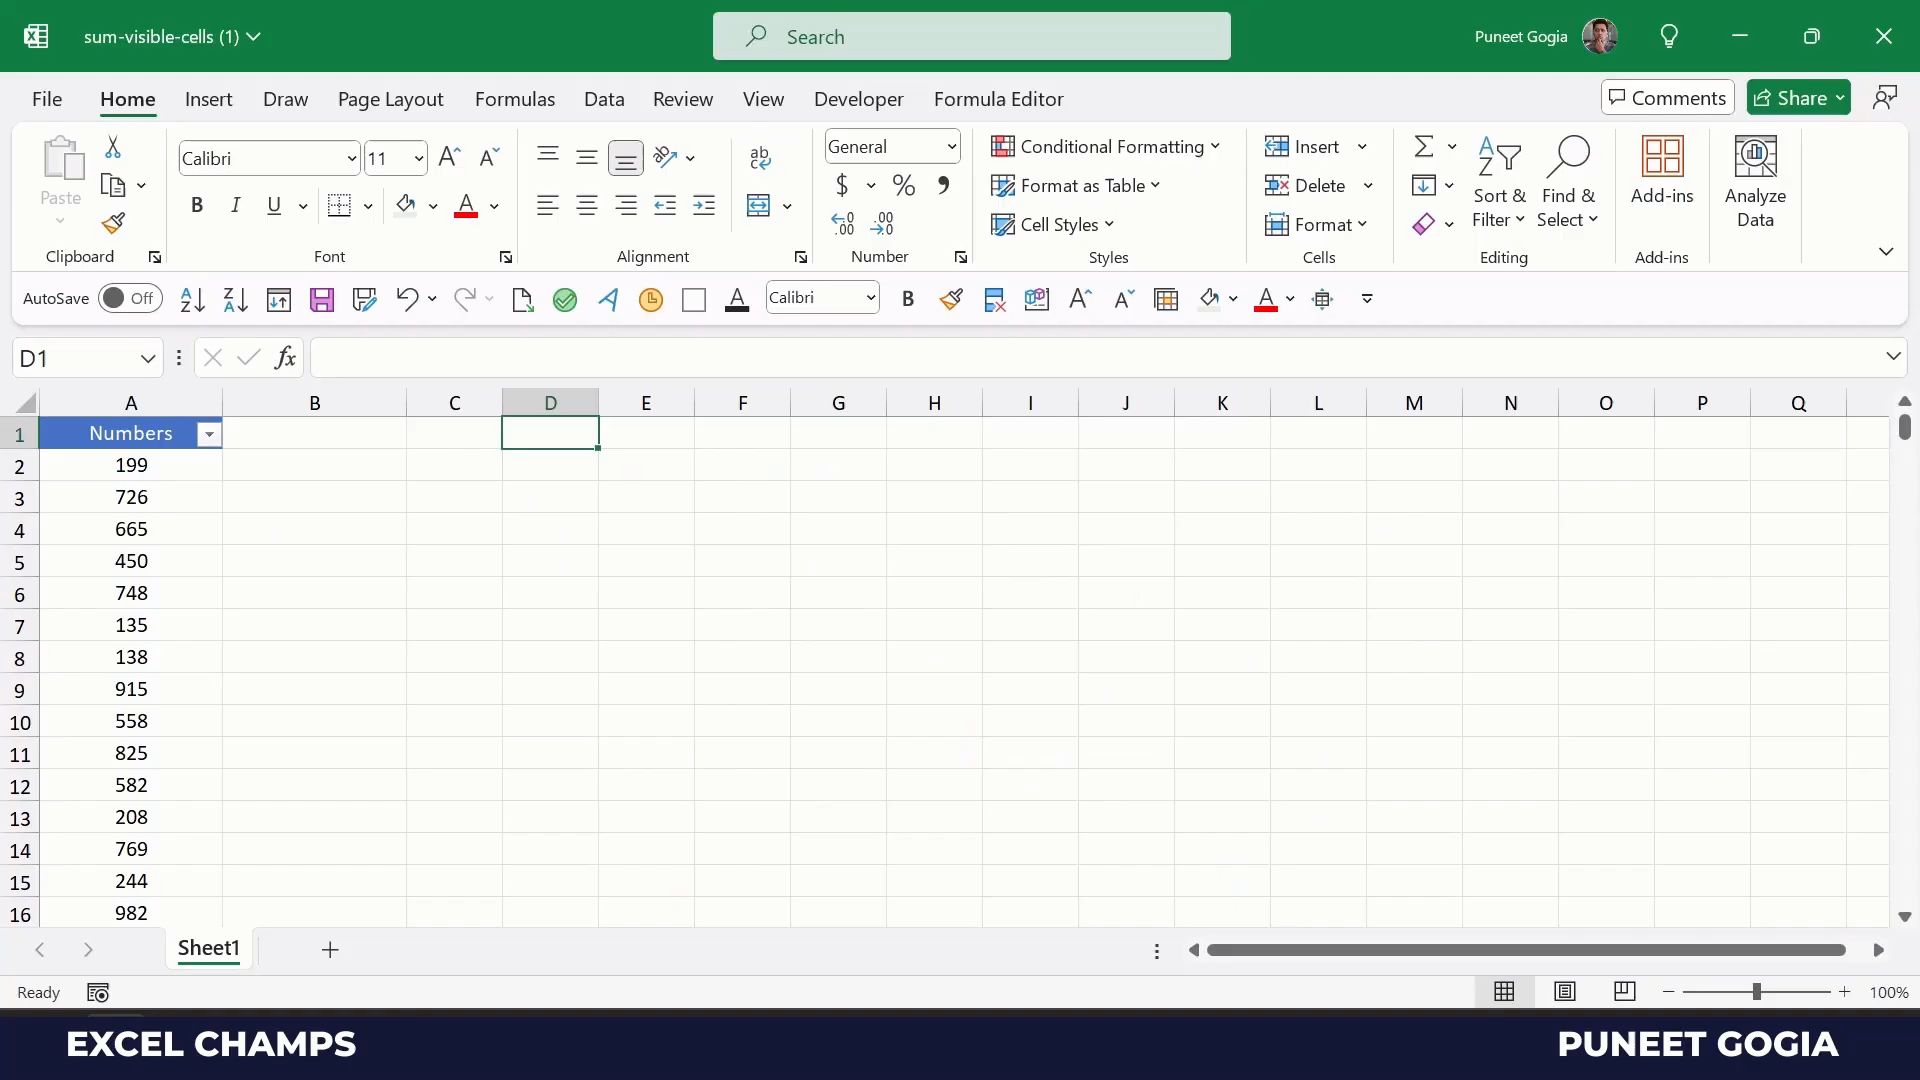 sum-visible-cells (1)
Search
Puneet Gogia
File Home Insert Draw Page Layout Formulas Data Review View Developer Formula Editor
Comments Share
Paste
Clipboard
Calibri 11
B I U A
Font
ab
c
Alignment
General
$ % ,
Number
Conditional Formatting
Format as Table
Cell Styles
Styles
Insert
Delete
Format
Cells
Sort &
Filter
Find &
Select
Editing
Add-ins
Add-ins
Analyze
Data
AutoSave Off
Calibri
B
D1
fx
A B C D E F G H I J K L M N O P Q
1 Numbers
2 199
3 726
4 665
5 450
6 748
7 135
8 138
9 915
10 558
11 825
12 582
13 208
14 769
15 244
16 982
Sheet1
Ready
100%
EXCEL CHAMPS
PUNEET GOGIA